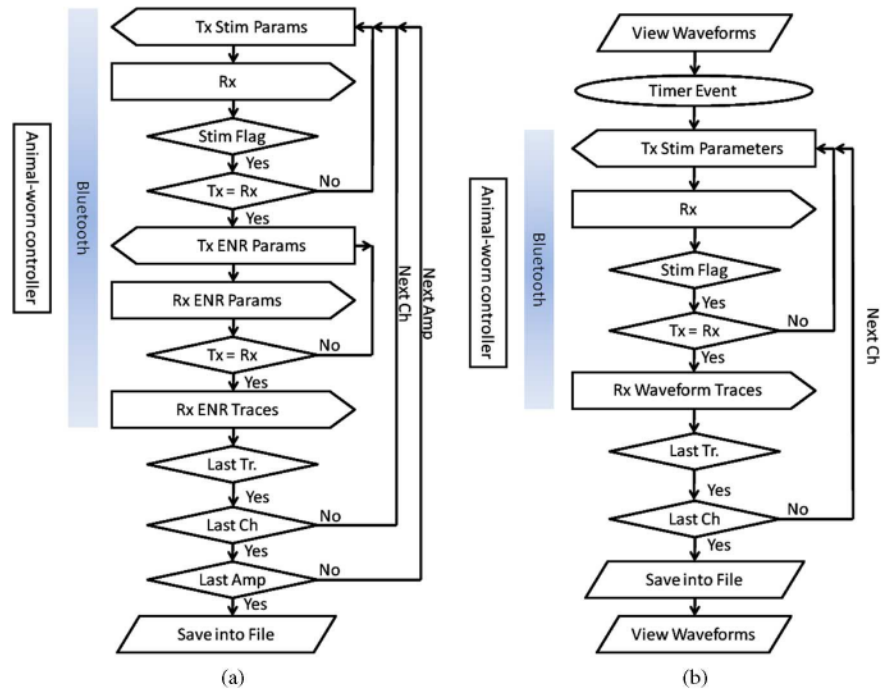 Tx Stim Params
Rx
Stim Flag
Yes
Tx = Rx
No
Yes
Tx ENR Params
Rx ENR Params
Tx = Rx
No
Yes
Rx ENR Traces
Last Tr.
Yes
Last Ch
No
Yes
Last Amp
No
Yes
Save into File
Animal-worn controller
Bluetooth
Next Ch
Next Amp
(a)
View Waveforms
Timer Event
Tx Stim Parameters
Rx
Stim Flag
Yes
Tx = Rx
No
Yes
Rx Waveform Traces
Last Tr.
Yes
Last Ch
No
Yes
Save into File
View Waveforms
Animal-worn controller
Bluetooth
Next Ch
(b)